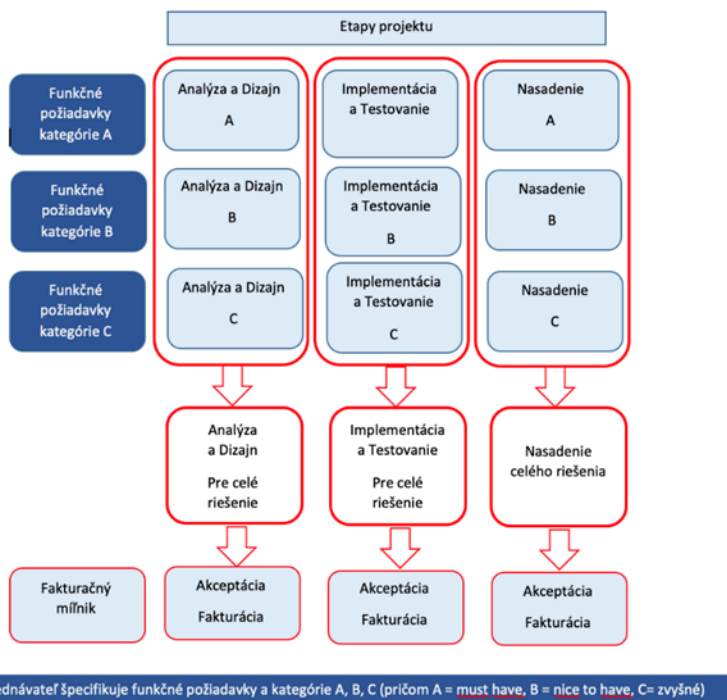 Etapy projektu
Funkčné
požiadavky
kategórie A
Analýza a Dizajn
A
Implementácia
a Testovanie
Nasadenie
A
Funkčné
požiadavky
kategórie B
Analýza a Dizajn
B
Implementácia
a Testovanie
B
Nasadenie
B
Funkčné
požiadavky
kategórie C
Analýza a Dizajn
C
Implementácia
a Testovanie
C
Nasadenie
C
Analýza
a Dizajn
Pre celé
riešenie
Implementácia
a Testovanie
Pre celé
riešenie
Nasadenie
celého riešenia
Fakturačný
míľnik
Akceptácia
Fakturácia
Akceptácia
Fakturácia
Akceptácia
Fakturácia
špecifikuje funkčné požiadavky a kategórie A, B, C (pričom A = must have, B = nice to have, C= zvyšné)